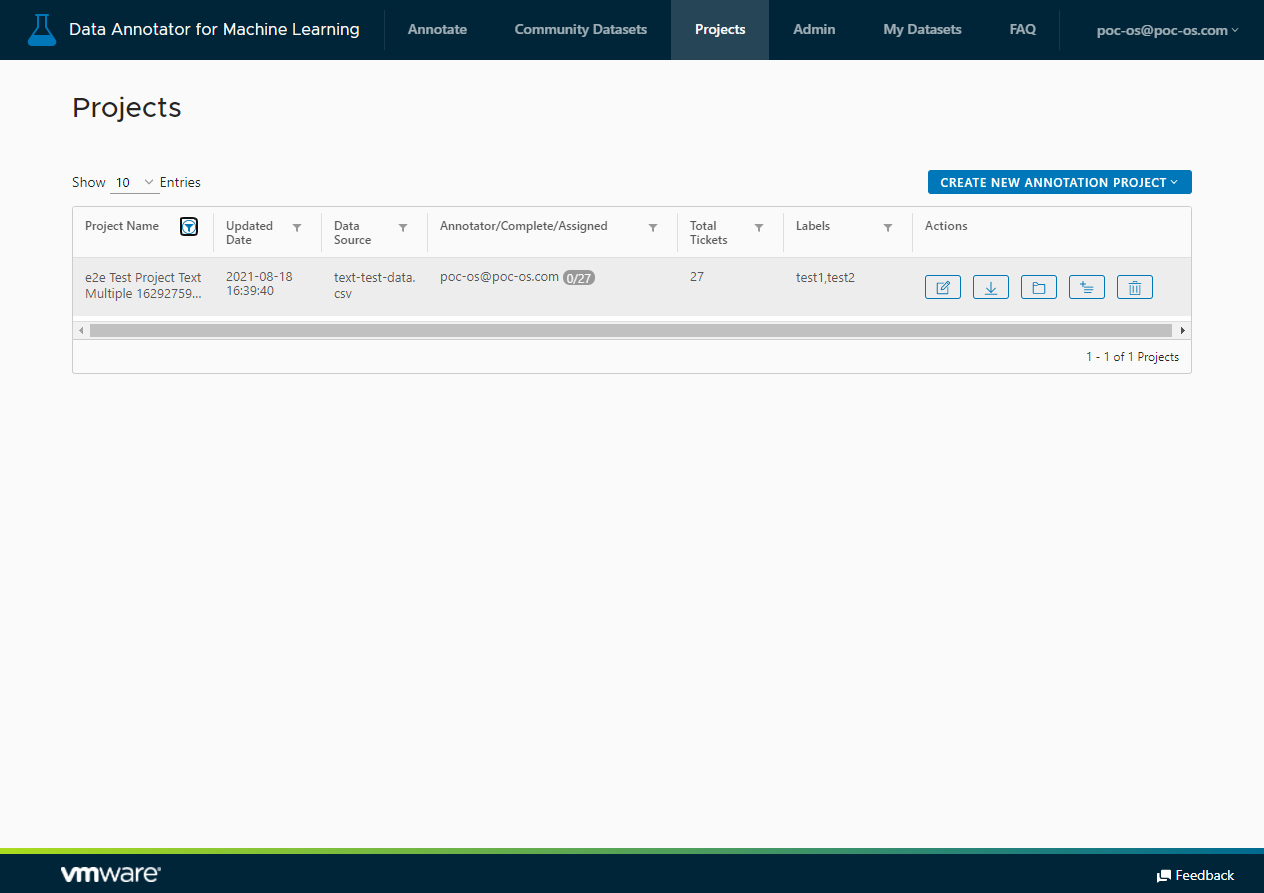 Data Annotator for Machine Learning
Annotate
Community Datasets
Projects
Admin
My Datasets
FAQ
poc-os@poc-os.com
Projects
Show 10 Entries
CREATE NEW ANNOTATION PROJECT
Project Name
Updated
Date
Data
Source
Annotator/Complete/Assigned
Total
Tickets
Labels
Actions
e2e Test Project Text
Multiple 16292759...
2021-08-18
16:39:40
text-test-data.
csv
poc-os@poc-os.com 0/27
27
test1,test2
1 - 1 of 1 Projects
vmware
Feedback